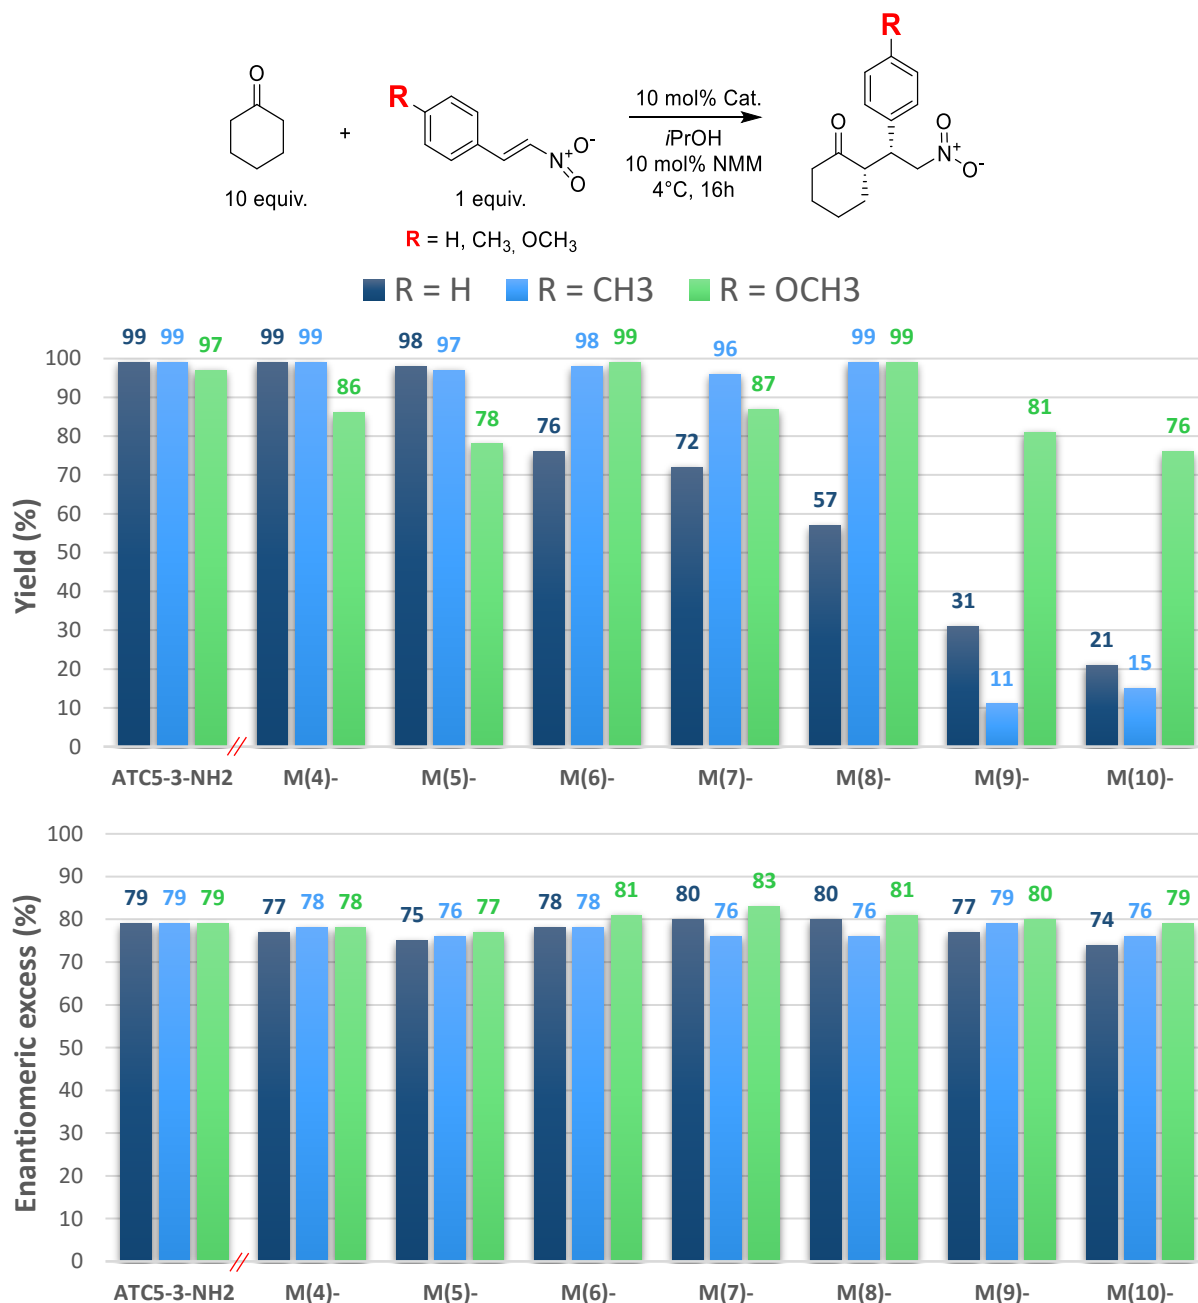 R
O
O
R
+
N+
O-
O
10 equiv.
1 equiv.
R = H, CH3, OCH3
10 mol% Cat.
iPrOH
10 mol% NMM
4°C, 16h
O
N+
O-
R = H
R = CH3
R = OCH3
99 99 97 99 99 86 98 97 78 76 98 99 72 96 87 57 99 99 31 11 81 21 15 76
Yield (%)
100
90
80
70
60
50
40
30
20
10
0
ATC5-3-NH2 M(4)- M(5)- M(6)- M(7)- M(8)- M(9)- M(10)-
79 79 79 77 78 78 75 76 77 78 78 81 80 76 83 80 76 81 77 79 80 74 76 79
Enantiomeric excess (%)
100
90
80
70
60
50
40
30
20
10
0
ATC5-3-NH2 M(4)- M(5)- M(6)- M(7)- M(8)- M(9)- M(10)-